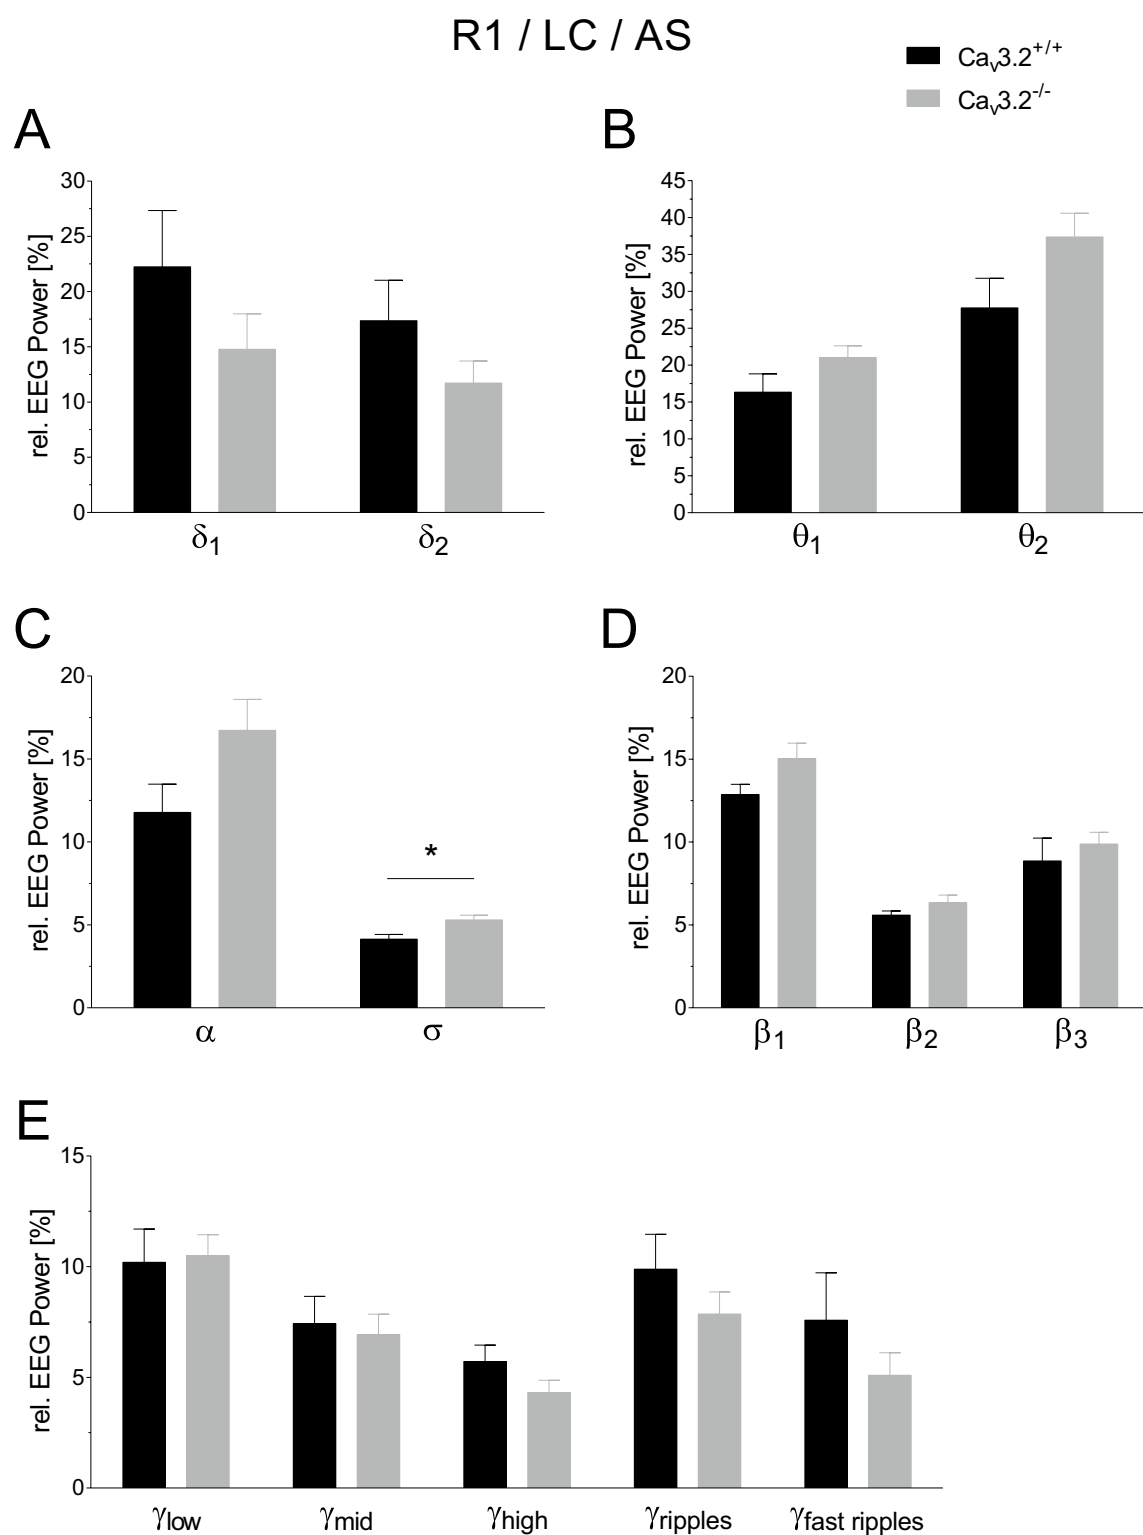 R1 / LC / AS
Caᵥ3.2⁺/⁺
Caᵥ3.2⁻/⁻
A
rel. EEG Power [%]
30
25
20
15
10
5
0
δ₁ δ₂
B
rel. EEG Power [%]
45
40
35
30
25
20
15
10
5
0
θ₁ θ₂
C
rel. EEG Power [%]
20
15
10
5
0
*
α σ
D
rel. EEG Power [%]
20
15
10
5
0
β₁ β₂ β₃
E
rel. EEG Power [%]
15
10
5
0
γlow γmid γhigh γripples γfast ripples